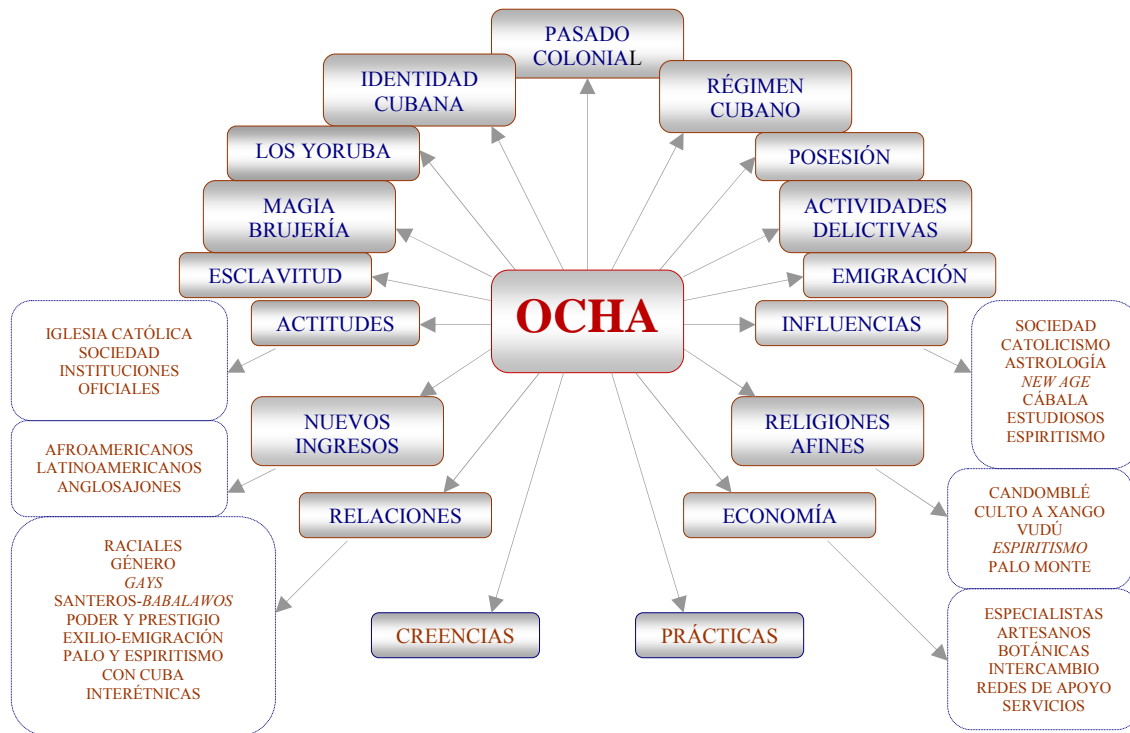 PASADO
COLONIAL
IDENTIDAD
CUBANA
RÉGIMEN
CUBANO
LOS YORUBA
POSESIÓN
MAGIA
BRUJERÍA
ACTIVIDADES
DELICTIVAS
ESCLAVITUD
EMIGRACIÓN
OCHA
ACTITUDES
INFLUENCIAS
IGLESIA CATÓLICA
SOCIEDAD
INSTITUCIONES
OFICIALES
SOCIEDAD
CATOLICISMO
ASTROLOGÍA
NEW AGE
CÁBALA
ESTUDIOSOS
ESPIRITISMO
NUEVOS
INGRESOS
RELIGIONES
AFINES
AFROAMERICANOS
LATINOAMERICANOS
ANGLOSAJONES
CANDOMBLÉ
CULTO A XANGO
VUDÚ
ESPIRITISMO
PALO MONTE
RELACIONES
ECONOMÍA
RACIALES
GÉNERO
GAYS
SANTEROS-BABALAWOS
PODER Y PRESTIGIO
EXILIO-EMIGRACIÓN
PALO Y ESPIRITISMO
CON CUBA
INTERÉTNICAS
CREENCIAS
PRÁCTICAS
ESPECIALISTAS
ARTESANOS
BOTÁNICAS
INTERCAMBIO
REDES DE APOYO
SERVICIOS